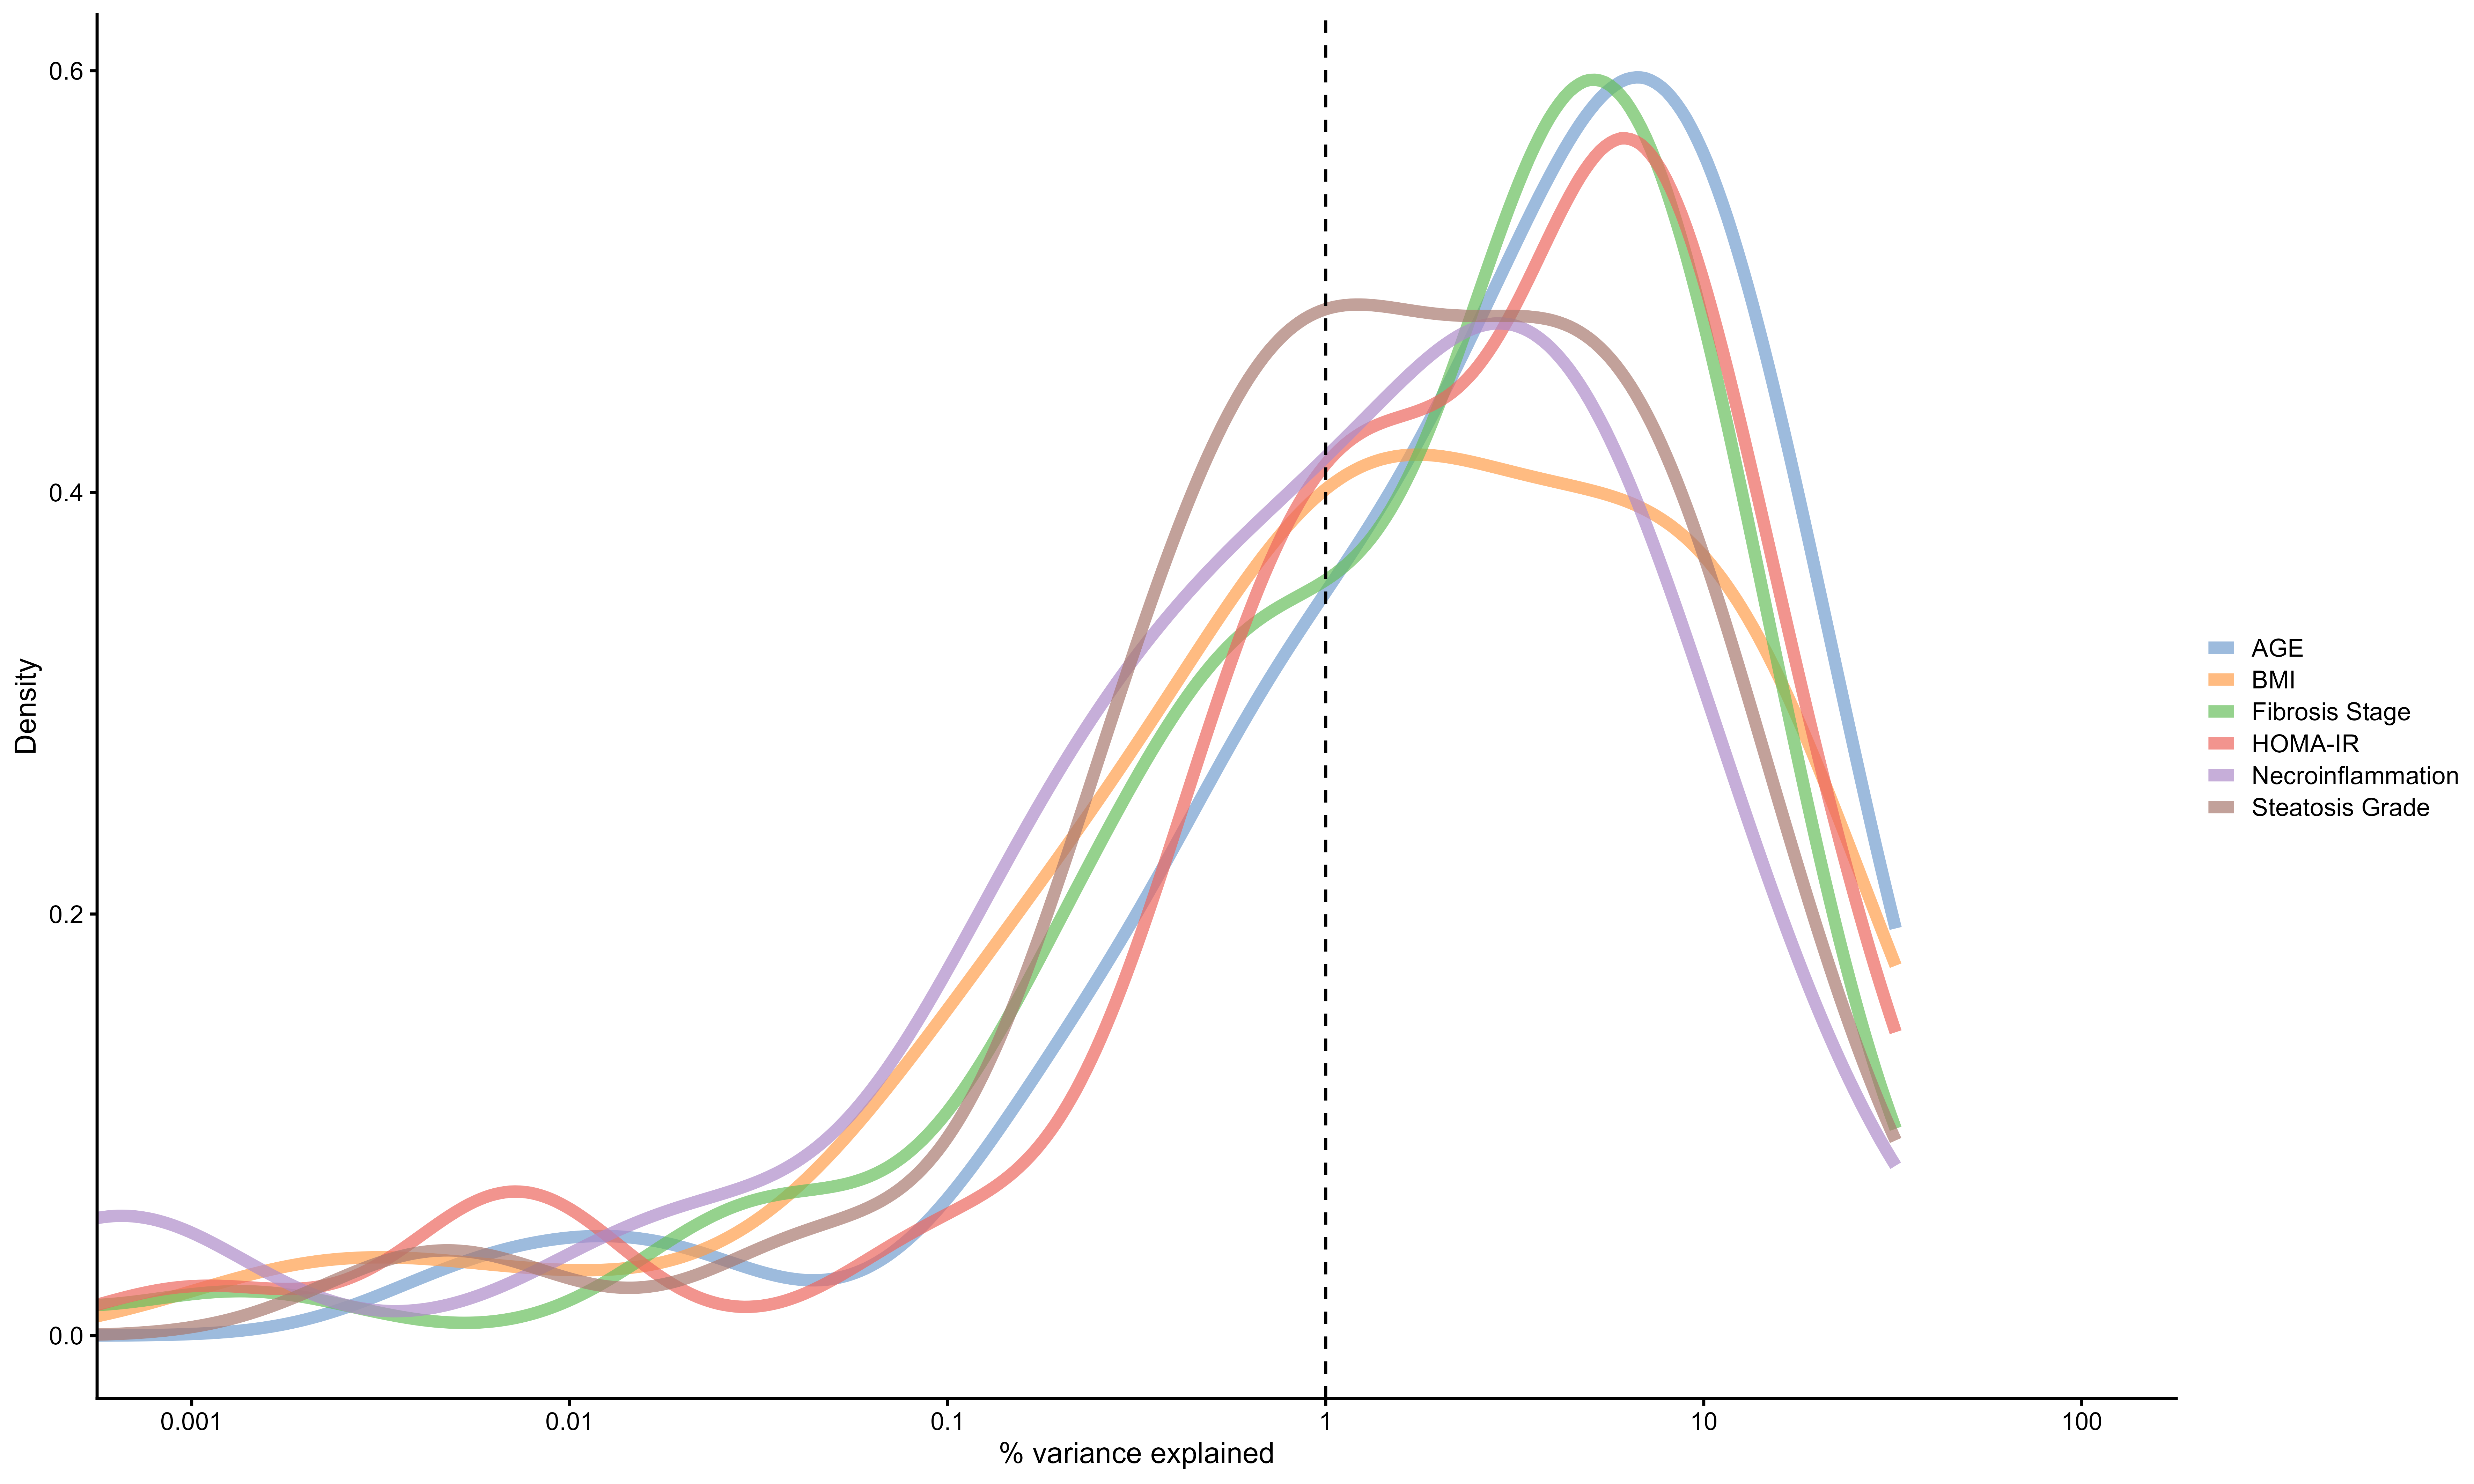 Density
0.6
0.4
0.2
0.0
0.001
0.01
0.1
1
10
100
% variance explained
AGE
BMI
Fibrosis Stage
HOMA-IR
Necroinflammation
Steatosis Grade